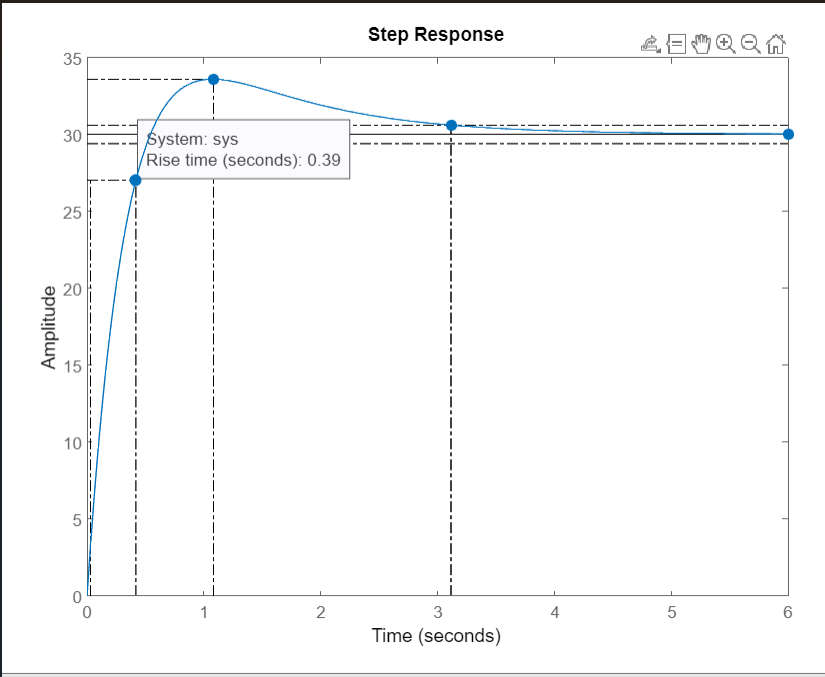 Step Response
35
30
25
20
15
10
5
0
Amplitude
System: sys
Rise time (seconds): 0.39
0 1 2 3 4 5 6
Time (seconds)